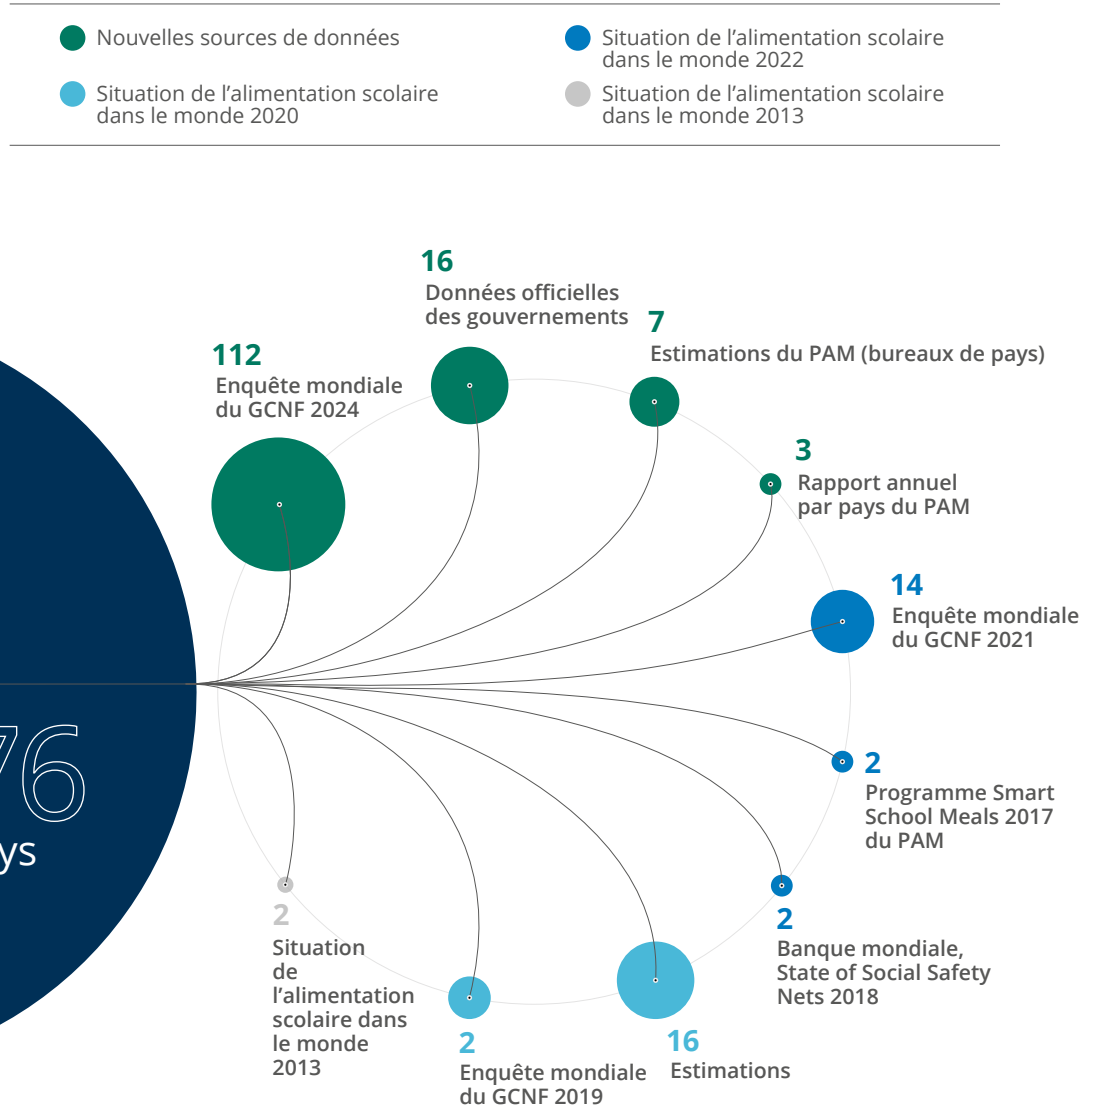 Nouvelles sources de données
Situation de l’alimentation scolaire
dans le monde 2022
Situation de l’alimentation scolaire
dans le monde 2020
Situation de l’alimentation scolaire
dans le monde 2013
16
Données officielles
des gouvernements
7
Estimations du PAM (bureaux de pays)
112
Enquête mondiale
du GCNF 2024
3
Rapport annuel
par pays du PAM
14
Enquête mondiale
du GCNF 2021
76
ys
2
Programme Smart
School Meals 2017
du PAM
2
Banque mondiale,
State of Social Safety
Nets 2018
2
Situation
de
l’alimentation
scolaire dans
le monde
2013
2
Enquête mondiale
du GCNF 2019
16
Estimations